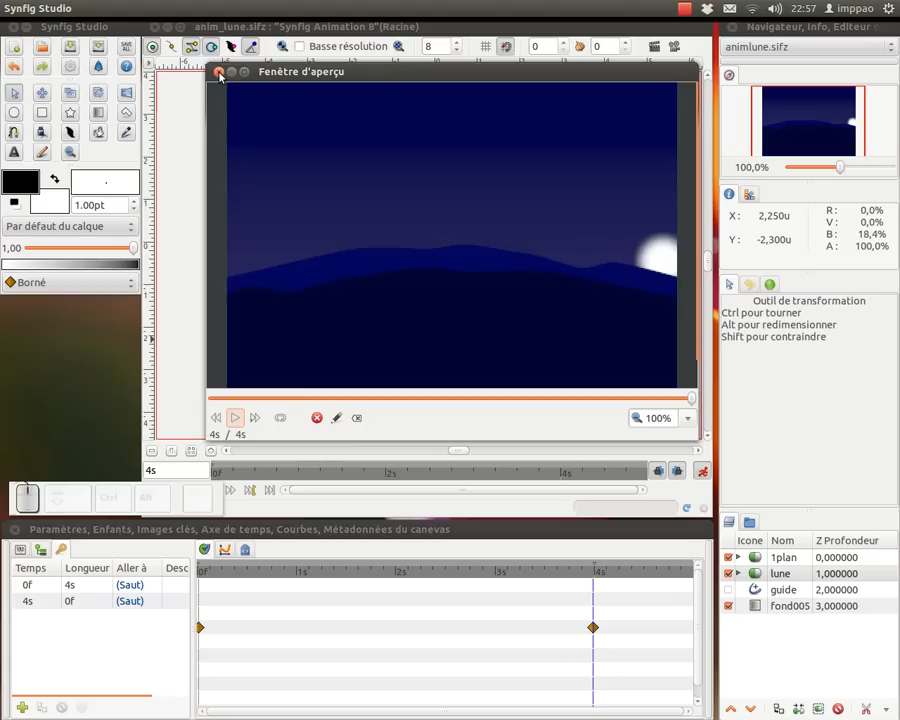 Synfig Studio
22:57
imppao
Synfig Studio
anim_lune.sifz : "Synfig Animation 8"(Racine)
Navigateur, Info, Editeur d
Basse résolution
8
0
0
animlune.sifz
Fenêtre d'aperçu
100,0%
1.00pt
Par défaut du calque
1,00
Borné
X : 2,250u
Y : -2,300u
R : 0,0%
V : 0,0%
B : 18,4%
A : 100,0%
Outil de transformation
Ctrl pour tourner
Alt pour redimensionner
Shift pour contraindre
100%
4s / 4s
4s
0f
2s
4s
Ctrl
Alt
Paramètres, Enfants, Images clés, Axe de temps, Courbes, Métadonnées du canevas
Temps Longueur Aller à Desc
0f 4s (Saut)
4s 0f (Saut)
0f 1s 2s 3s 4s
Icone Nom Z Profondeur
1plan 0,000000
lune 1,000000
guide 2,000000
fond005 3,000000